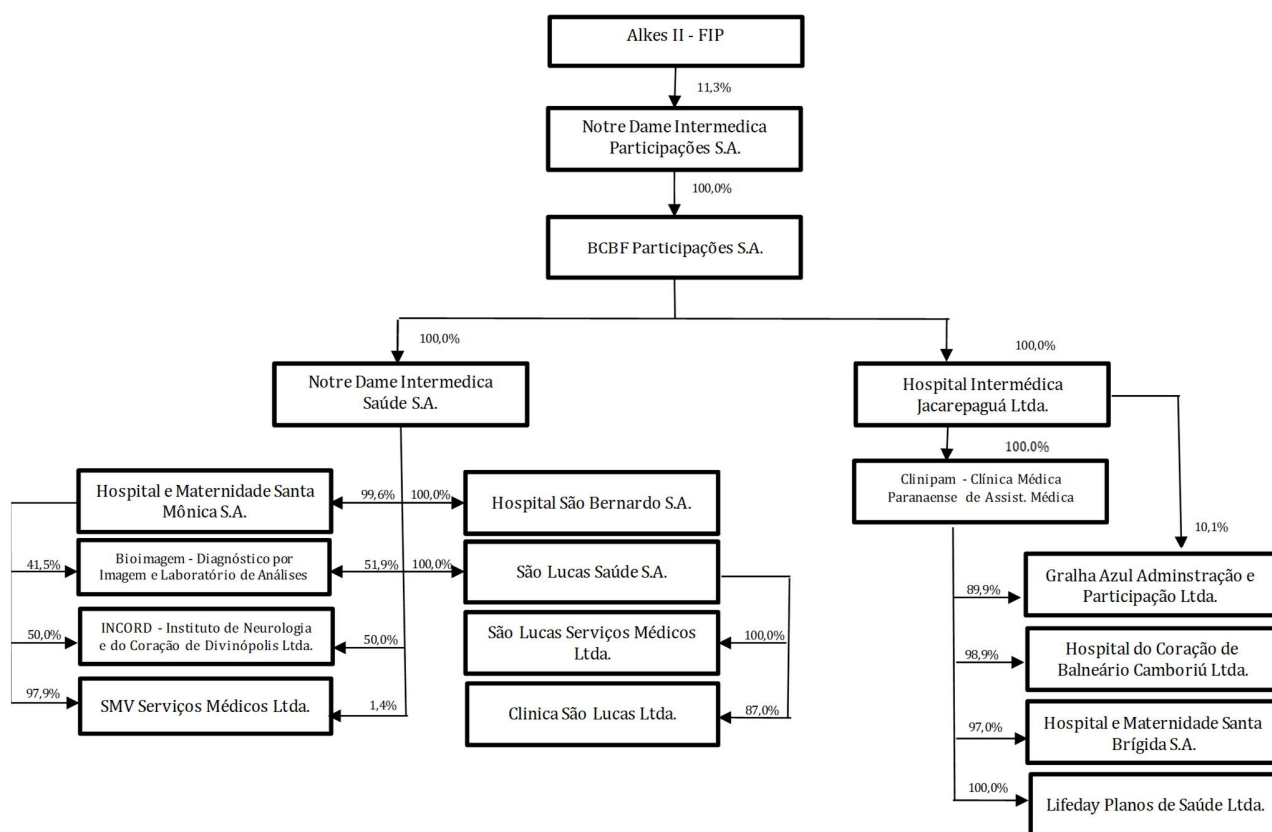 Alkes II - FIP
11,3%
Notre Dame Intermedica
Participações S.A.
100,0%
BCBF Participações S.A.
100,0%
100,0%
Notre Dame Intermedica
Saúde S.A.
Hospital Intermédica
Jacarepaguá Ltda.
100.0%
Hospital e Maternidade Santa
Mônica S.A.
99,6%
100,0%
Hospital São Bernardo S.A.
Clinipam - Clínica Médica
Paranaense de Assist. Médica
10,1%
41,5%
Bioimagem - Diagnóstico por
Imagem e Laboratório de Análises
51,9%
100,0%
São Lucas Saúde S.A.
89,9%
Gralha Azul Adminstração e
Participação Ltda.
50,0%
INCORD - Instituto de Neurologia
e do Coração de Divinópolis Ltda.
50,0%
São Lucas Serviços Médicos
Ltda.
100,0%
98,9%
Hospital do Coração de
Balneário Camboriú Ltda.
97,9%
SMV Serviços Médicos Ltda.
1,4%
Clinica São Lucas Ltda.
87,0%
97,0%
Hospital e Maternidade Santa
Brígida S.A.
100,0%
Lifeday Planos de Saúde Ltda.